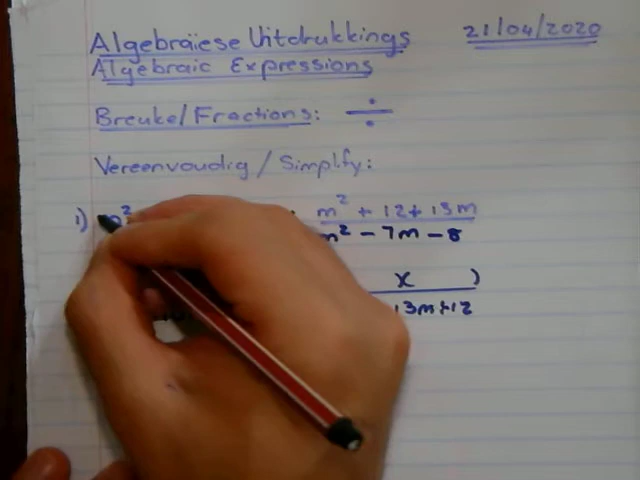 Algebraïese Uitdrukkings 21/04/2020
Algebraic Expressions
Breuke/Fractions: ÷
Vereenvoudig / Simplify:
1) m² : m² + 12 + 13m
m² - 7m - 8
( x )
13m + 12